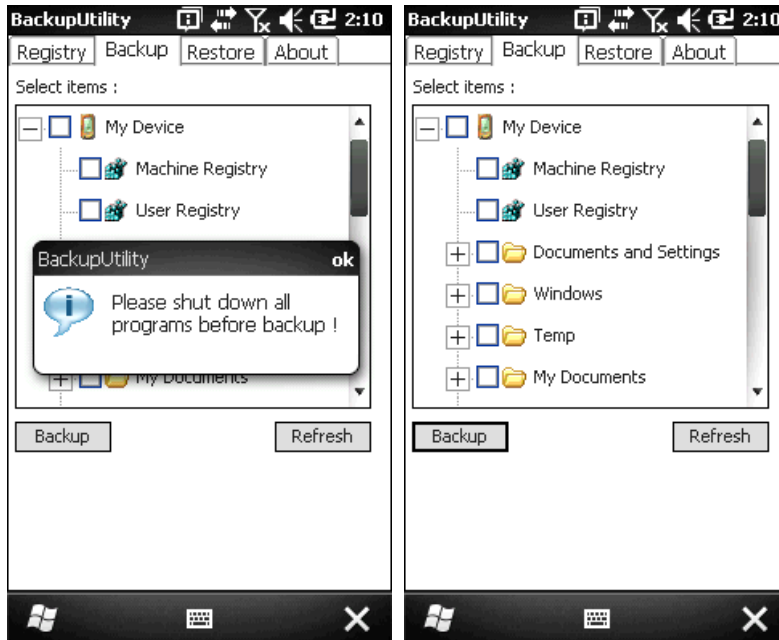 BackupUtility 2:10
Registry Backup Restore About
Select items :
My Device
Machine Registry
User Registry
BackupUtility ok
Please shut down all
programs before backup !
My Documents
Backup Refresh
BackupUtility 2:10
Registry Backup Restore About
Select items :
My Device
Machine Registry
User Registry
Documents and Settings
Windows
Temp
My Documents
Backup Refresh